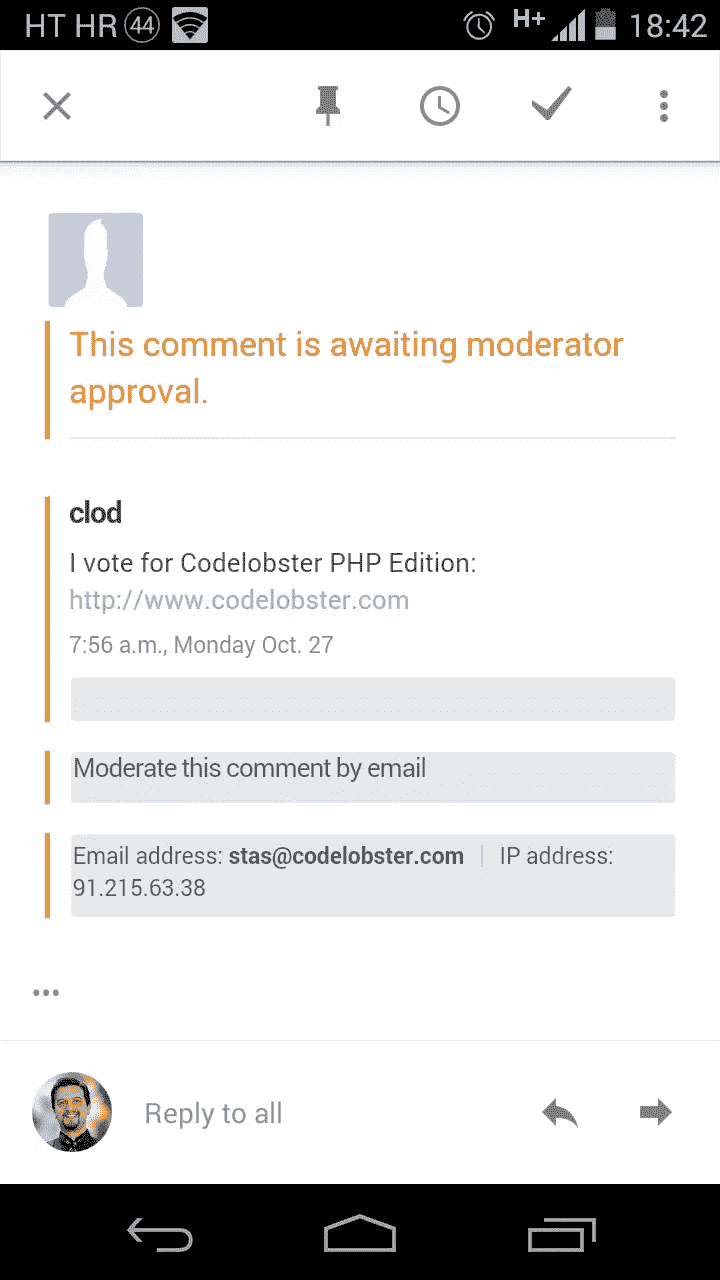 HT HR 44 H+ 18:42
This comment is awaiting moderator
approval.
clod
I vote for Codelobster PHP Edition:
http://www.codelobster.com
7:56 a.m., Monday Oct. 27
Moderate this comment by email
Email address: stas@codelobster.com | IP address:
91.215.63.38
Reply to all